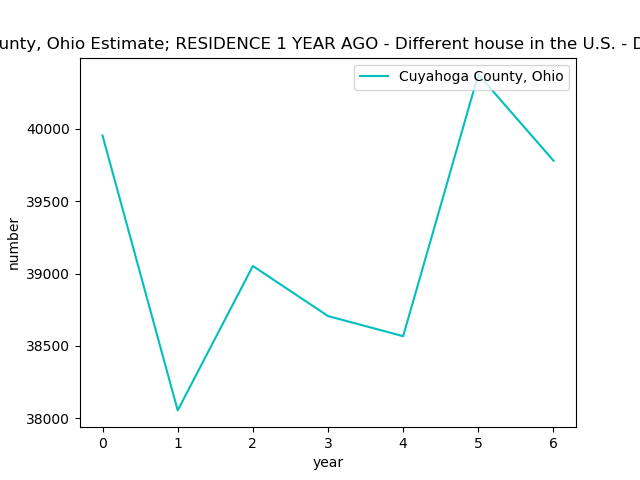 unty, Ohio Estimate; RESIDENCE 1 YEAR AGO - Different house in the U.S. - D
Cuyahoga County, Ohio
40000
39500
39000
38500
38000
number
0 1 2 3 4 5 6
year